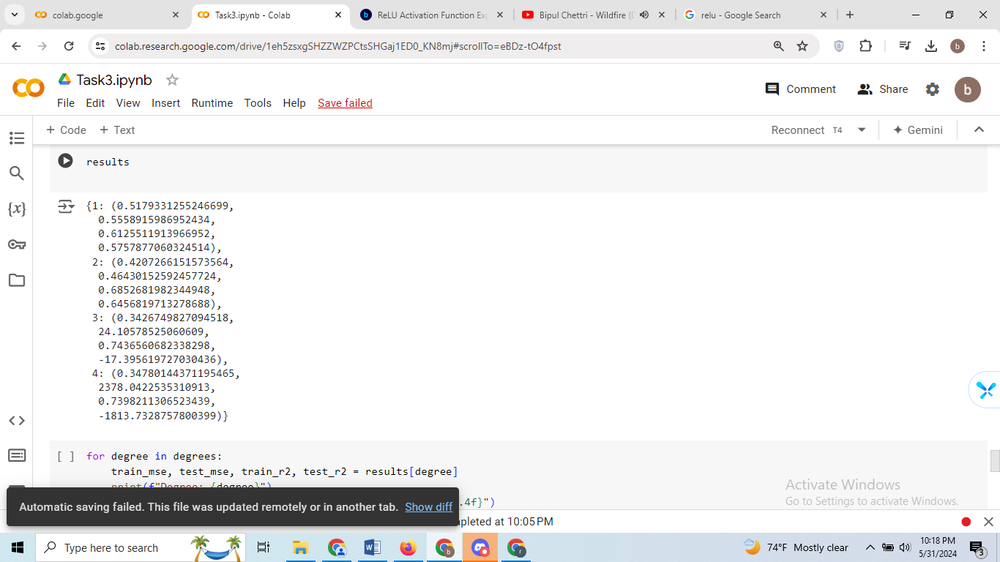 colab.google
Task3.ipynb - Colab
ReLU Activation Function Ex
Bipul Chettri - Wildfire (
relu - Google Search
colab.research.google.com/drive/1eh5zsxgSHZZWZPCtsSHGaj1ED0_KN8mj#scrollTo=eBDz-tO4fpst
b
Task3.ipynb
Comment
Share
b
File Edit View Insert Runtime Tools Help Save failed
+ Code + Text
Reconnect T4
Gemini
results
{1: (0.5179331255246699,
0.5558915986952434,
0.6125511913966952,
0.5757877060324514),
2: (0.4207266151573564,
0.46430152592457724,
0.6852681982344948,
0.6456819713278688),
3: (0.3426749827094518,
24.10578525060609,
0.7436560682338298,
-17.395619727030436),
4: (0.34780144371195465,
2378.0422535310913,
0.7398211306523439,
-1813.7328757800399)}
[ ] for degree in degrees:
train_mse, test_mse, train_r2, test_r2 = results[degree]
print(f"Degree: {degree}")
.4f}")
Automatic saving failed. This file was updated remotely or in another tab. Show diff
Activate Windows
Go to Settings to activate Windows.
mpleted at 10:05 PM
Type here to search
74°F Mostly clear
10:18 PM
5/31/2024
3